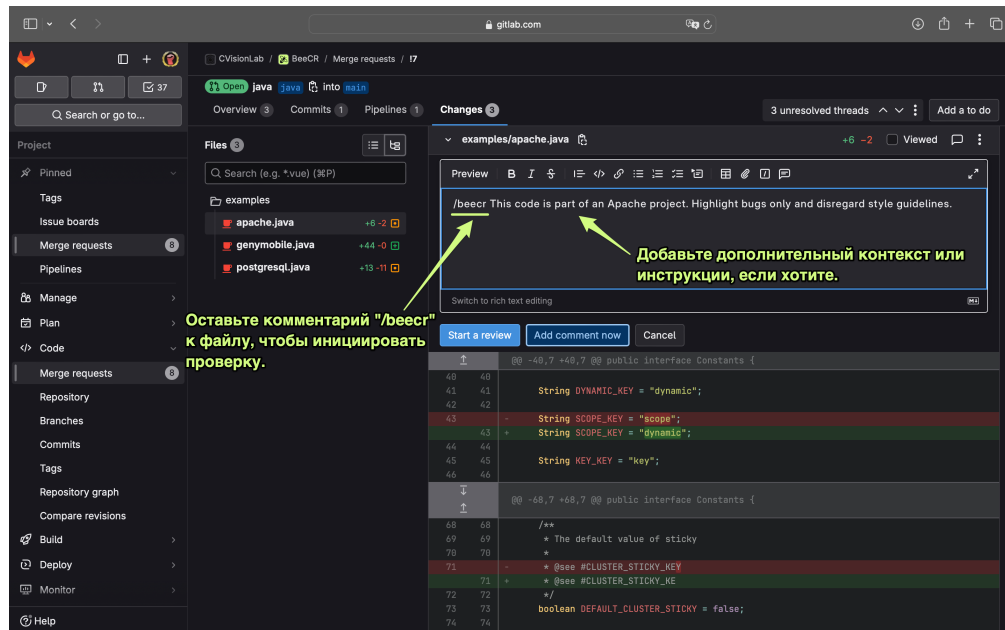 gitlab.com
CVisionLab / BeeCR / Merge requests / !7
37
Open java java into main
Search or go to...
Overview 3 Commits 1 Pipelines 1 Changes 3
3 unresolved threads
Add a to do
Project
Pinned
Tags
Issue boards
Merge requests 8
Pipelines
Manage
Plan
Code
Merge requests 8
Repository
Branches
Commits
Tags
Repository graph
Compare revisions
Build
Deploy
Monitor
Help
Files 3
Search (e.g. *.vue) (⌘P)
examples
apache.java +6 -2
genymobile.java +44 -0
postgresql.java +13 -11
examples/apache.java +6 −2 Viewed
Preview B I S
/beecr This code is part of an Apache project. Highlight bugs only and disregard style guidelines.
Добавьте дополнительный контекст или
инструкции, если хотите.
Switch to rich text editing
Оставьте комментарий "/beecr"
к файлу, чтобы инициировать
проверку.
Start a review Add comment now Cancel
@@ -40,7 +40,7 @@ public interface Constants {
40 40
41 41 String DYNAMIC_KEY = "dynamic";
42 42
43 - String SCOPE_KEY = "scope";
43 + String SCOPE_KEY = "dynamic";
44 44
45 45 String KEY_KEY = "key";
46 46
@@ -68,7 +68,7 @@ public interface Constants {
68 68 /**
69 69 * The default value of sticky
70 70 *
71 - * @see #CLUSTER_STICKY_KEY
71 + * @see #CLUSTER_STICKY_KE
72 72 */
73 73 boolean DEFAULT_CLUSTER_STICKY = false;
74 74